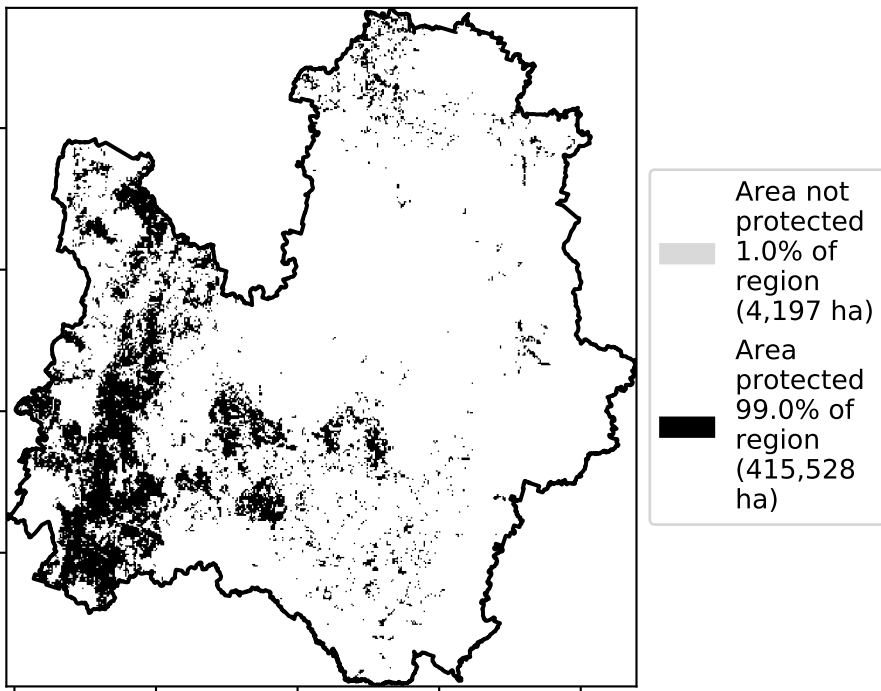 Area not
protected
1.0% of
region
(4,197 ha)
Area
protected
99.0% of
region
(415,528
ha)